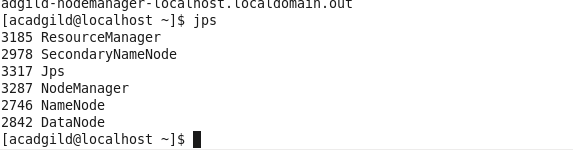 adgild-nodemanager-localhost.localdomain.out
[acadgild@localhost ~]$ jps
3185 ResourceManager
2978 SecondaryNameNode
3317 Jps
3287 NodeManager
2746 NameNode
2842 DataNode
[acadgild@localhost ~]$